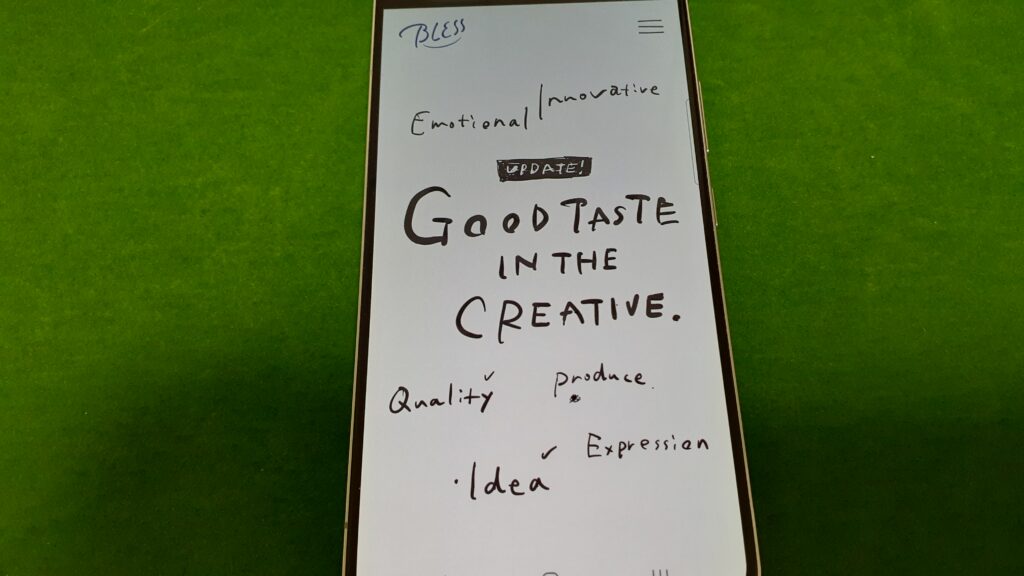 BLESS
Emotional Innovative
UPDATE!
GOOD TASTE
IN THE
CREATIVE.
Quality produce.
Expression
Idea